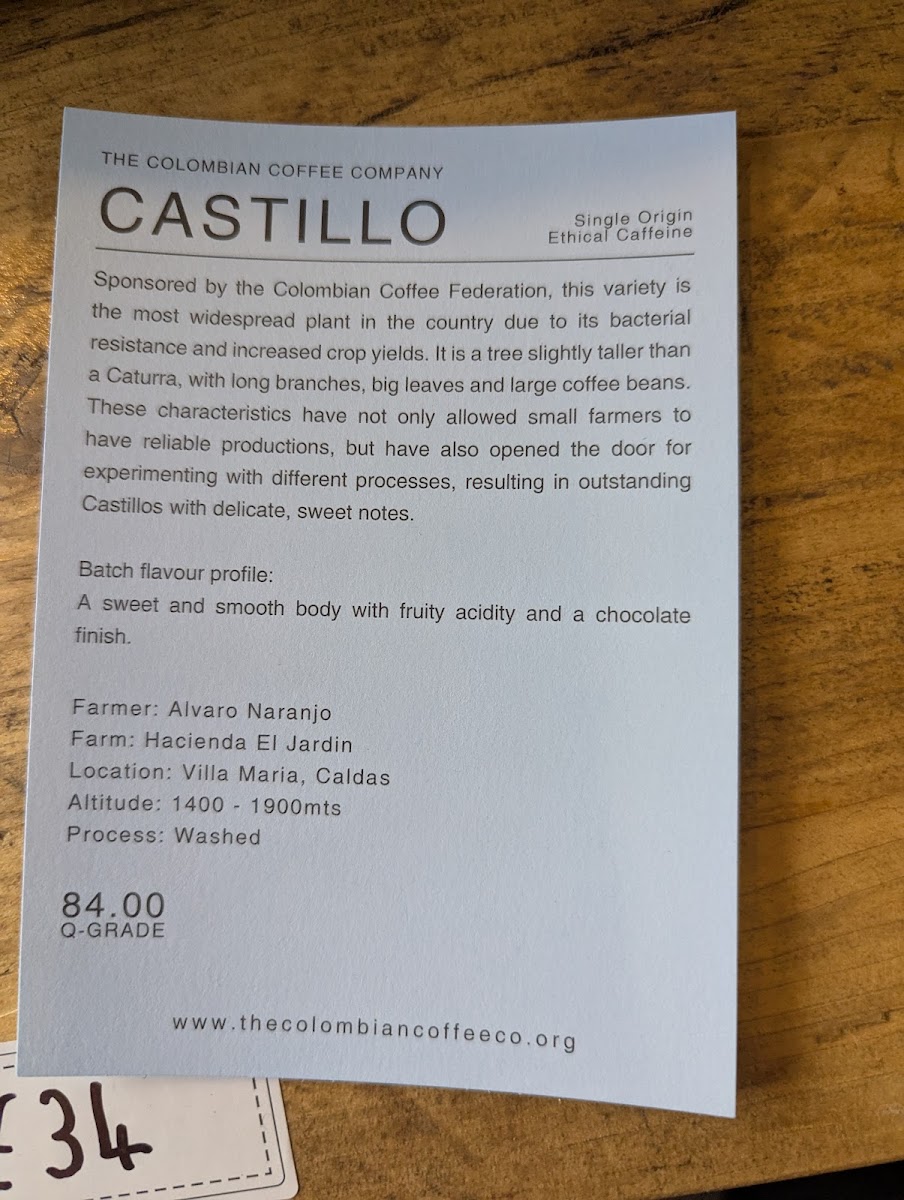 THE COLOMBIAN COFFEE COMPANY
CASTILLO
Single Origin
Ethical Caffeine
Sponsored by the Colombian Coffee Federation, this variety is
the most widespread plant in the country due to its bacterial
resistance and increased crop yields. It is a tree slightly taller than
a Caturra, with long branches, big leaves and large coffee beans.
These characteristics have not only allowed small farmers to
have reliable productions, but have also opened the door for
experimenting with different processes, resulting in outstanding
Castillos with delicate, sweet notes.
Batch flavour profile:
A sweet and smooth body with fruity acidity and a chocolate
finish.
Farmer: Alvaro Naranjo
Farm: Hacienda El Jardin
Location: Villa Maria, Caldas
Altitude: 1400 - 1900mts
Process: Washed
84.00
Q-GRADE
www.thecolombiancoffeeco.org
34